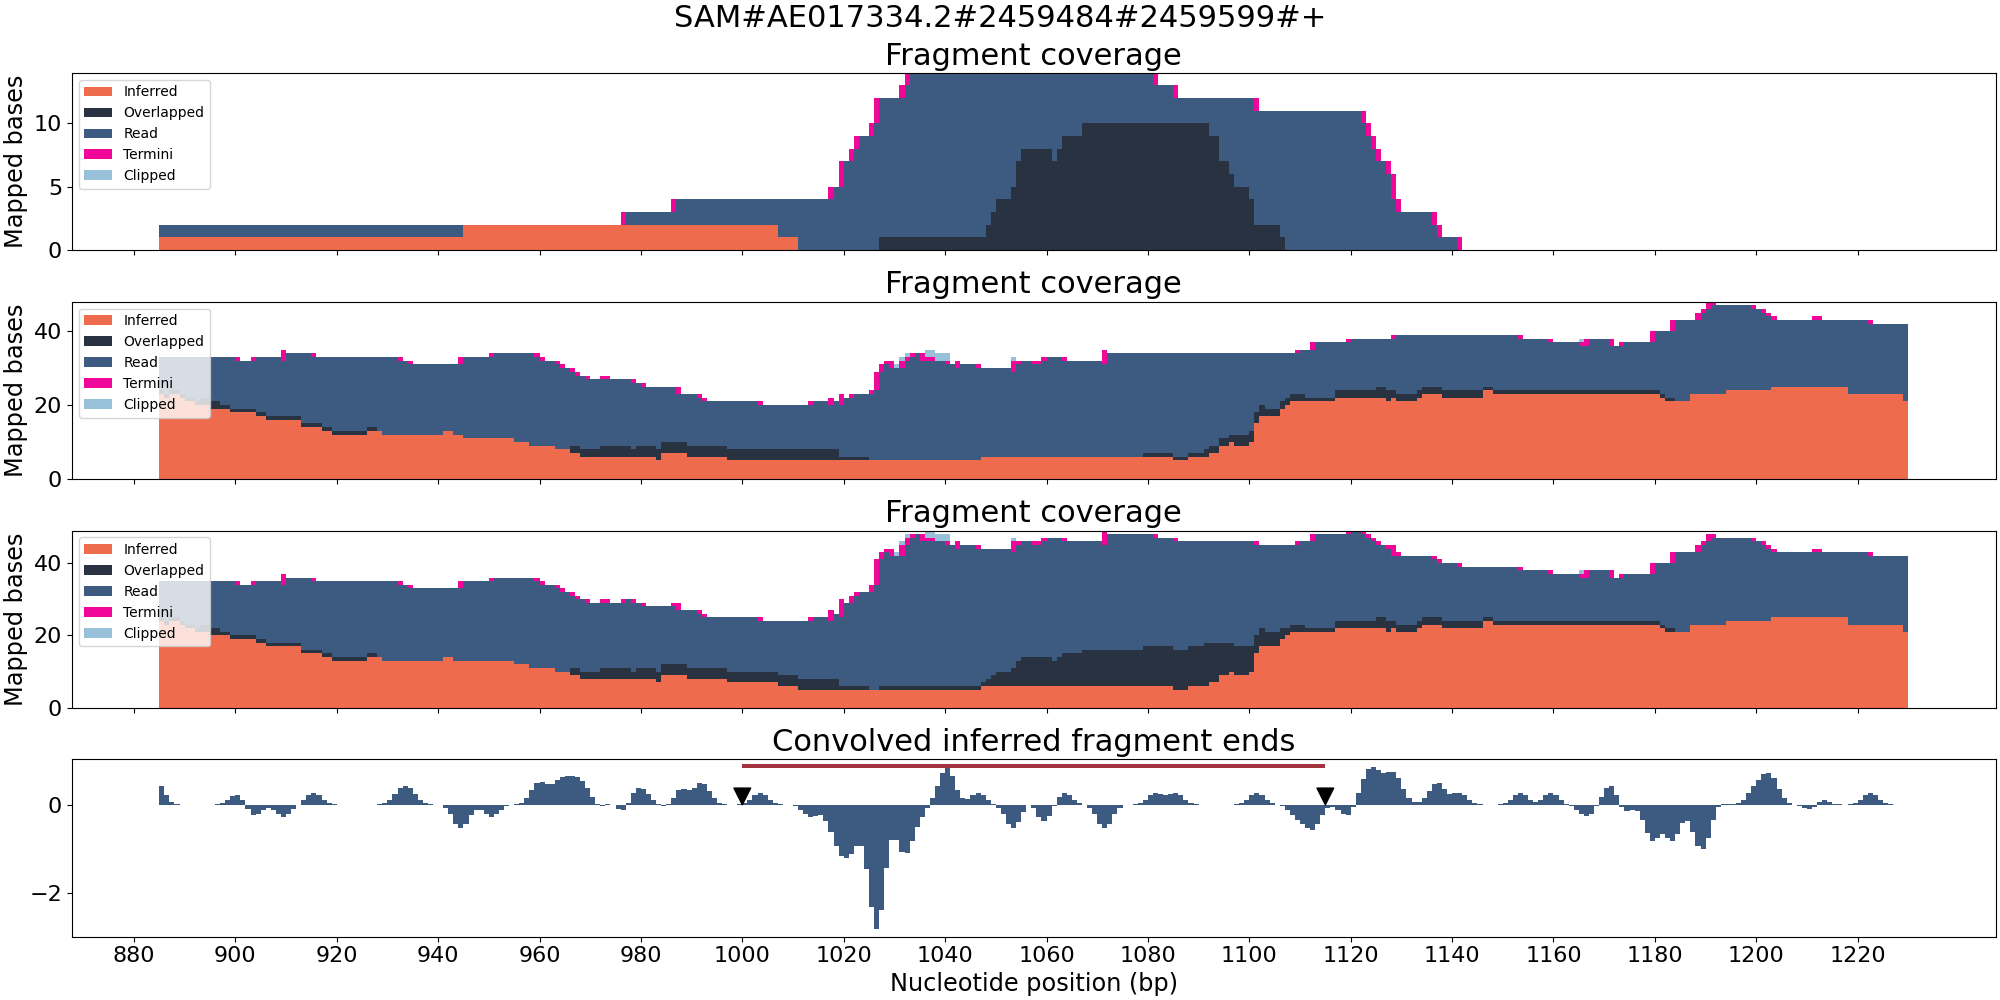 SAM#AE017334.2#2459484#2459599#+
Fragment coverage
Mapped bases
10
5
0
Inferred
Overlapped
Read
Termini
Clipped
Fragment coverage
Mapped bases
40
20
0
Inferred
Overlapped
Read
Termini
Clipped
Fragment coverage
Mapped bases
40
20
0
Inferred
Overlapped
Read
Termini
Clipped
Convolved inferred fragment ends
0
−2
880 900 920 940 960 980 1000 1020 1040 1060 1080 1100 1120 1140 1160 1180 1200 1220
Nucleotide position (bp)